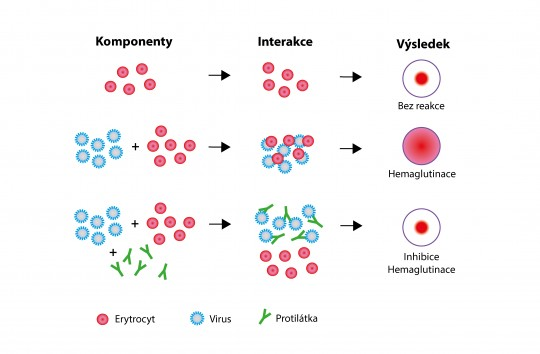 Komponenty
Interakce
Výsledek
Bez reakce
+
Hemaglutinace
+
+
Inhibice
Hemaglutinace
Erytrocyt
Virus
Protilátka